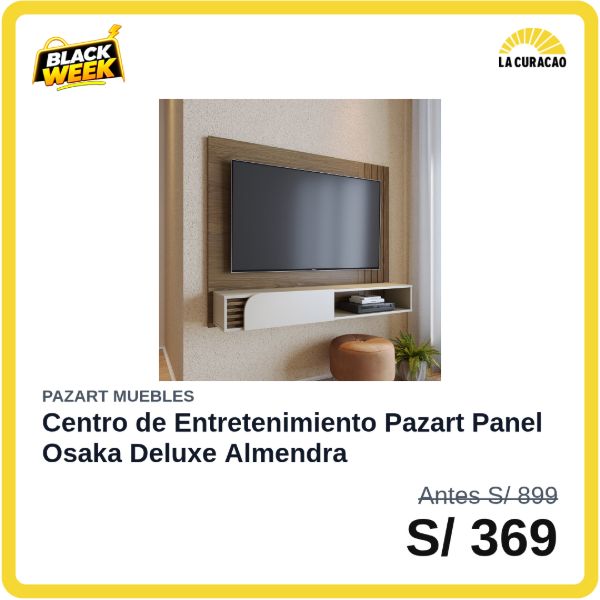 BLACK
WEEK
LA CURACAO
PAZART MUEBLES
Centro de Entretenimiento Pazart Panel
Osaka Deluxe Almendra
Antes S/ 899
S/ 369